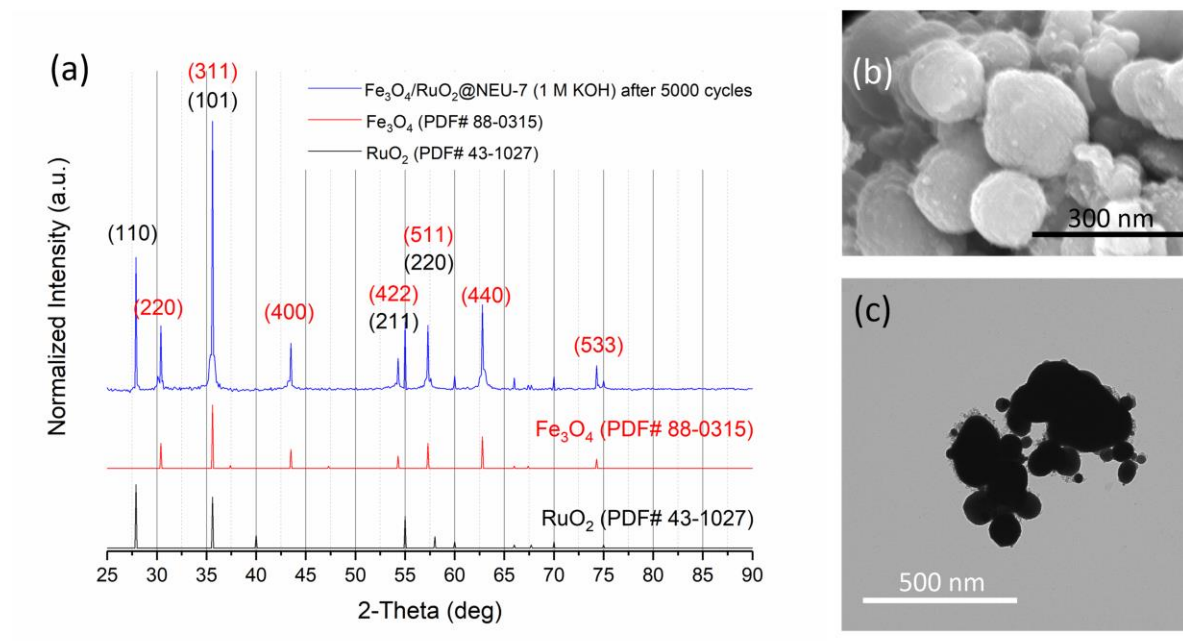 (a)
(311)
(101)
Fe₃O₄/RuO₂@NEU-7 (1 M KOH) after 5000 cycles
Fe₃O₄ (PDF# 88-0315)
RuO₂ (PDF# 43-1027)
(110)
(220)
(400)
(422)
(211)
(511)
(220)
(440)
(533)
Fe₃O₄ (PDF# 88-0315)
RuO₂ (PDF# 43-1027)
Normalized Intensity (a.u.)
25 30 35 40 45 50 55 60 65 70 75 80 85 90
2-Theta (deg)
(b)
300 nm
(c)
500 nm